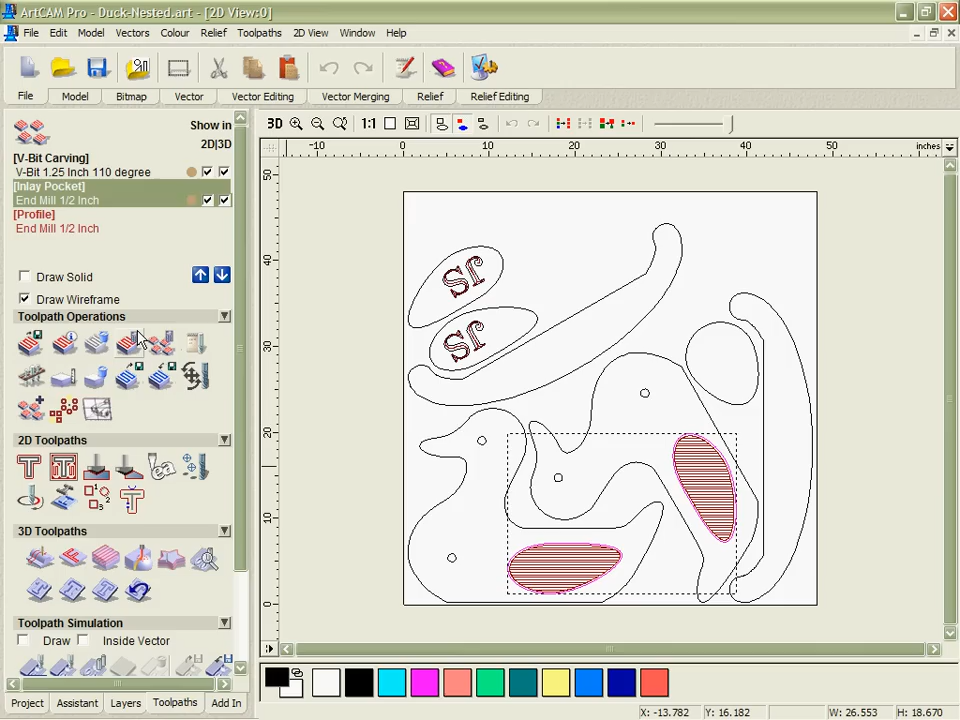 ArtCAM Pro - Duck-Nested.art - [2D View:0]
File Edit Model Vectors Colour Relief Toolpaths 2D View Window Help
File Model Bitmap Vector Vector Editing Vector Merging Relief Relief Editing
Show in
2D|3D
[V-Bit Carving]
V-Bit 1.25 Inch 110 degree
[Inlay Pocket]
End Mill 1/2 Inch
[Profile]
End Mill 1/2 Inch
Draw Solid
Draw Wireframe
Toolpath Operations
2D Toolpaths
3D Toolpaths
Toolpath Simulation
Draw Inside Vector
Project Assistant Layers Toolpaths Add In
3D 1:1
-10 0 10 20 30 40 50 inches
50
40
30
20
10
0
X: -13.782 Y: 16.182 W: 26.553 H: 18.670